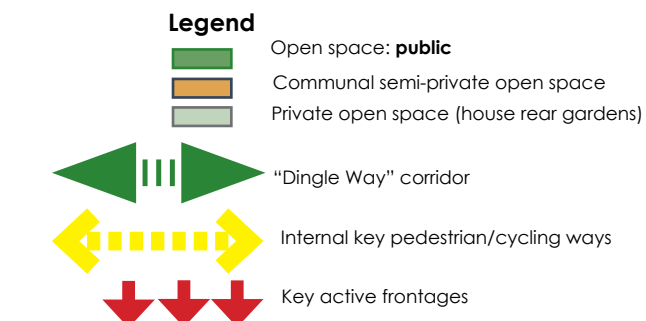 Legend
Open space: public
Communal semi-private open space
Private open space (house rear gardens)
“Dingle Way” corridor
Internal key pedestrian/cycling ways
Key active frontages